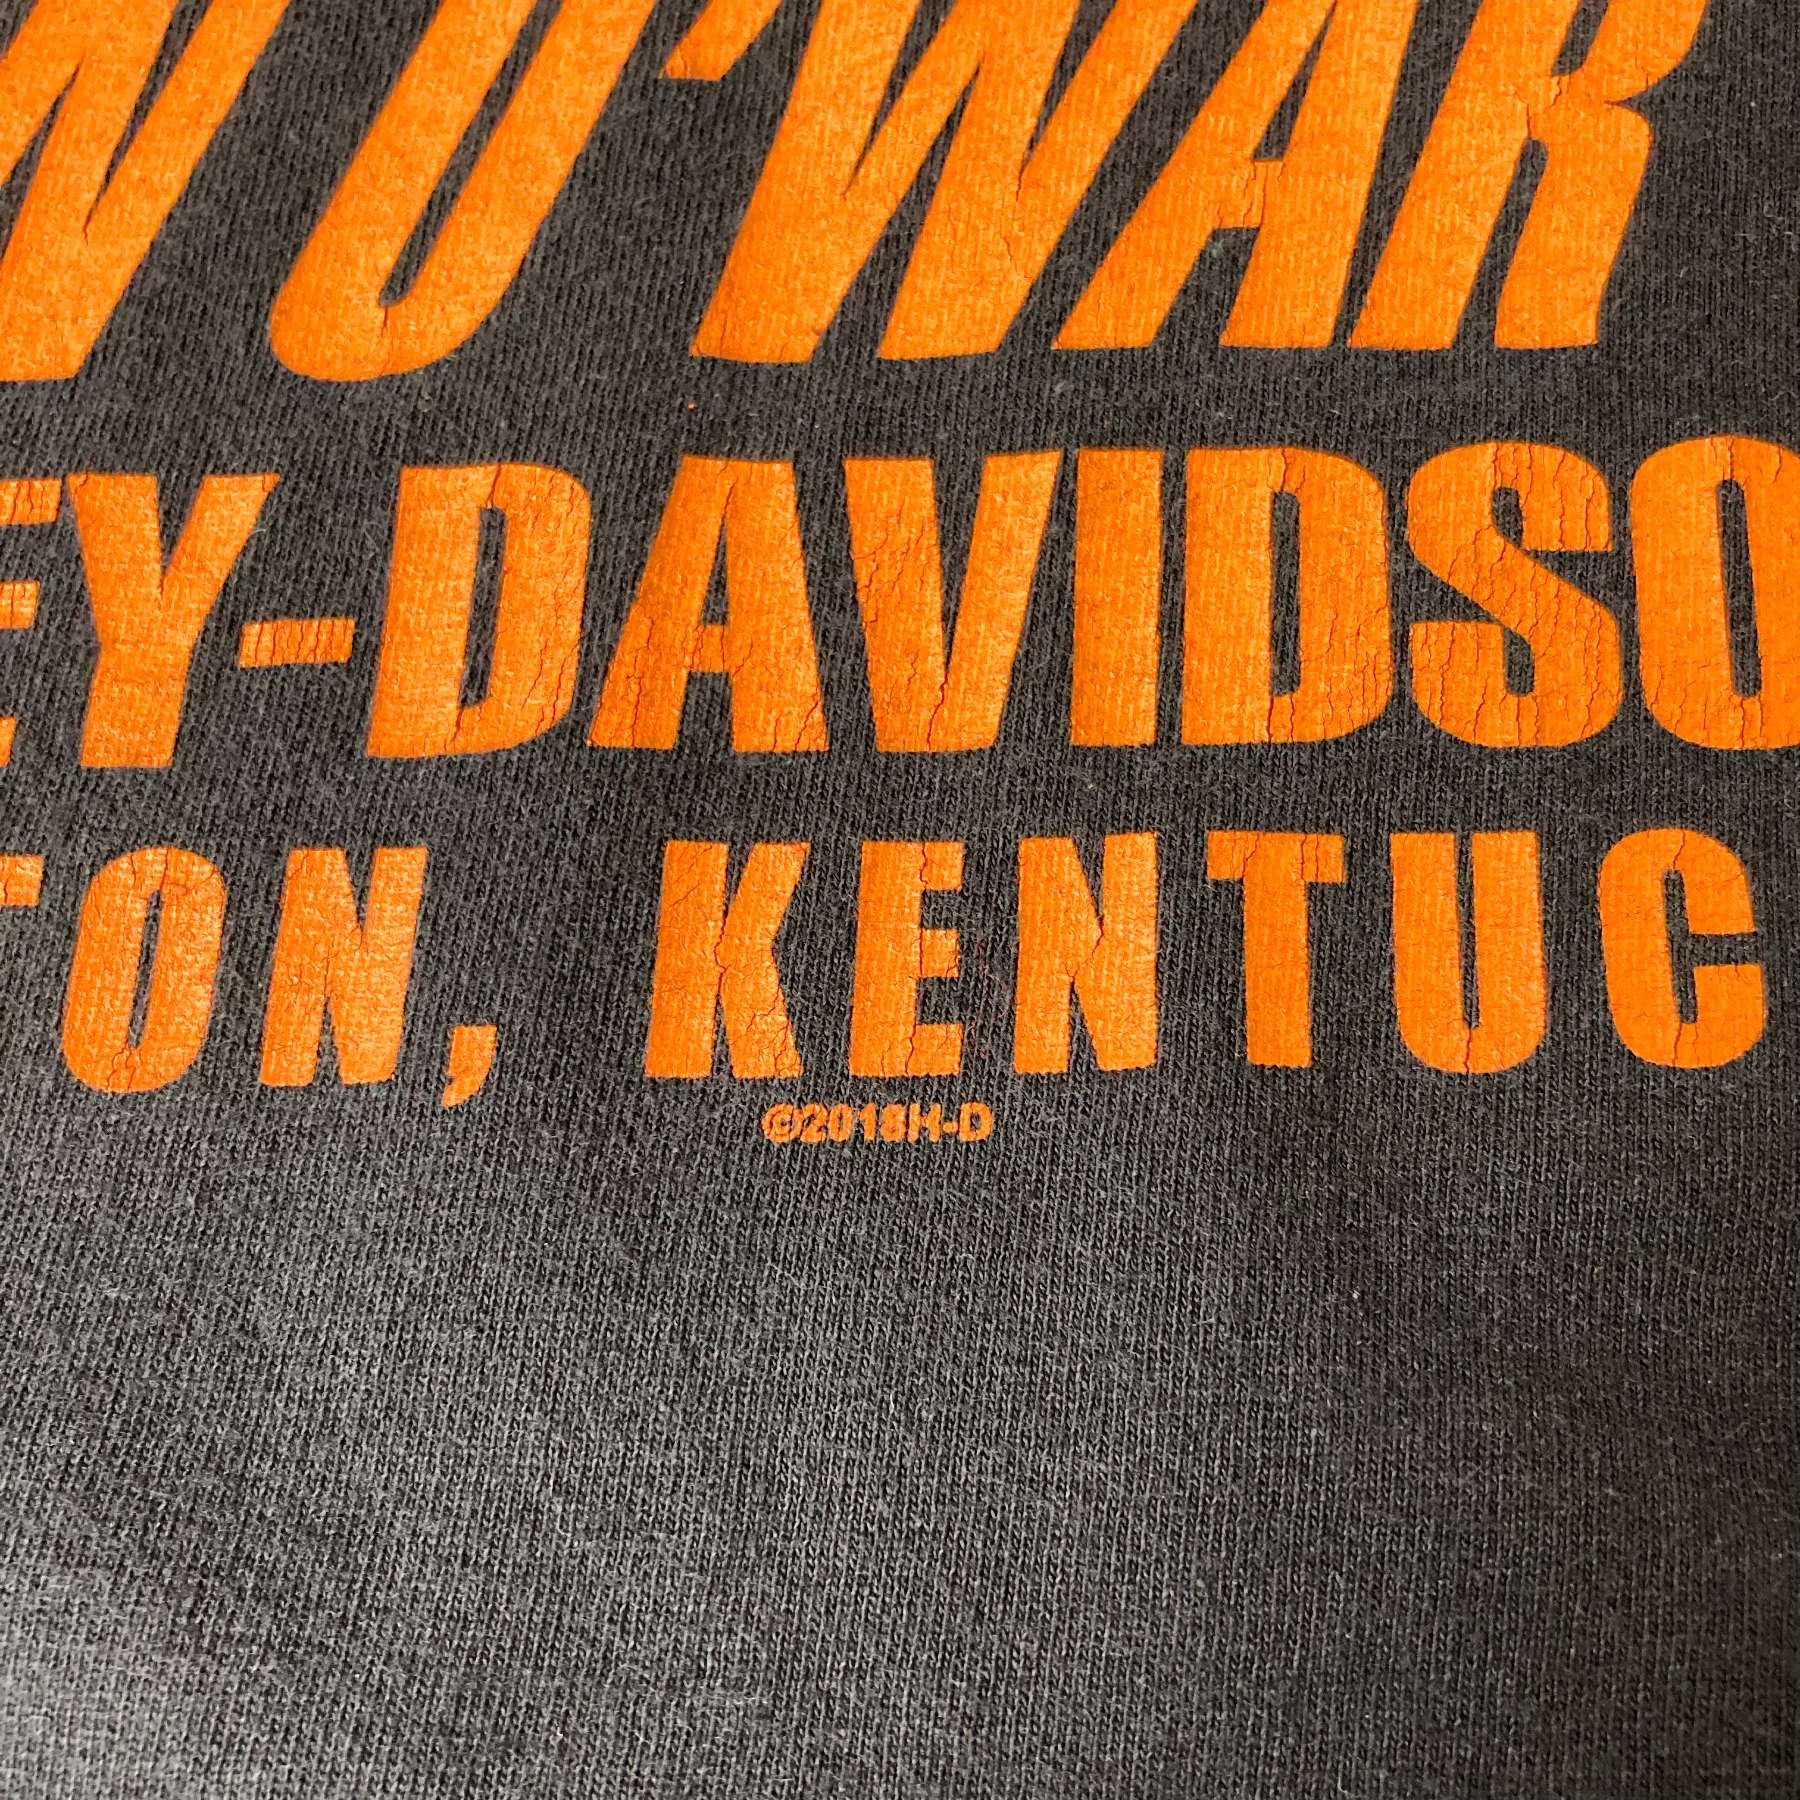 N O'WAR
EY-DAVIDSO
TON, KENTUC
©2018H-D